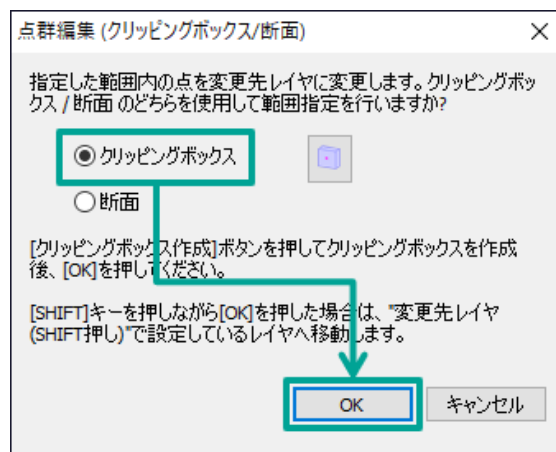 点群編集 (クリッピングボックス/断面)
指定した範囲内の点を変更先レイヤに変更します。クリッピングボッ
クス / 断面 のどちらを使用して範囲指定を行いますか?
クリッピングボックス
断面
[クリッピングボックス作成]ボタンを押してクリッピングボックスを作成
後、[OK]を押してください。
[SHIFT]キーを押しながら[OK]を押した場合は、"変更先レイヤ
(SHIFT押し)"で設定しているレイヤへ移動します。
OK
キャンセル